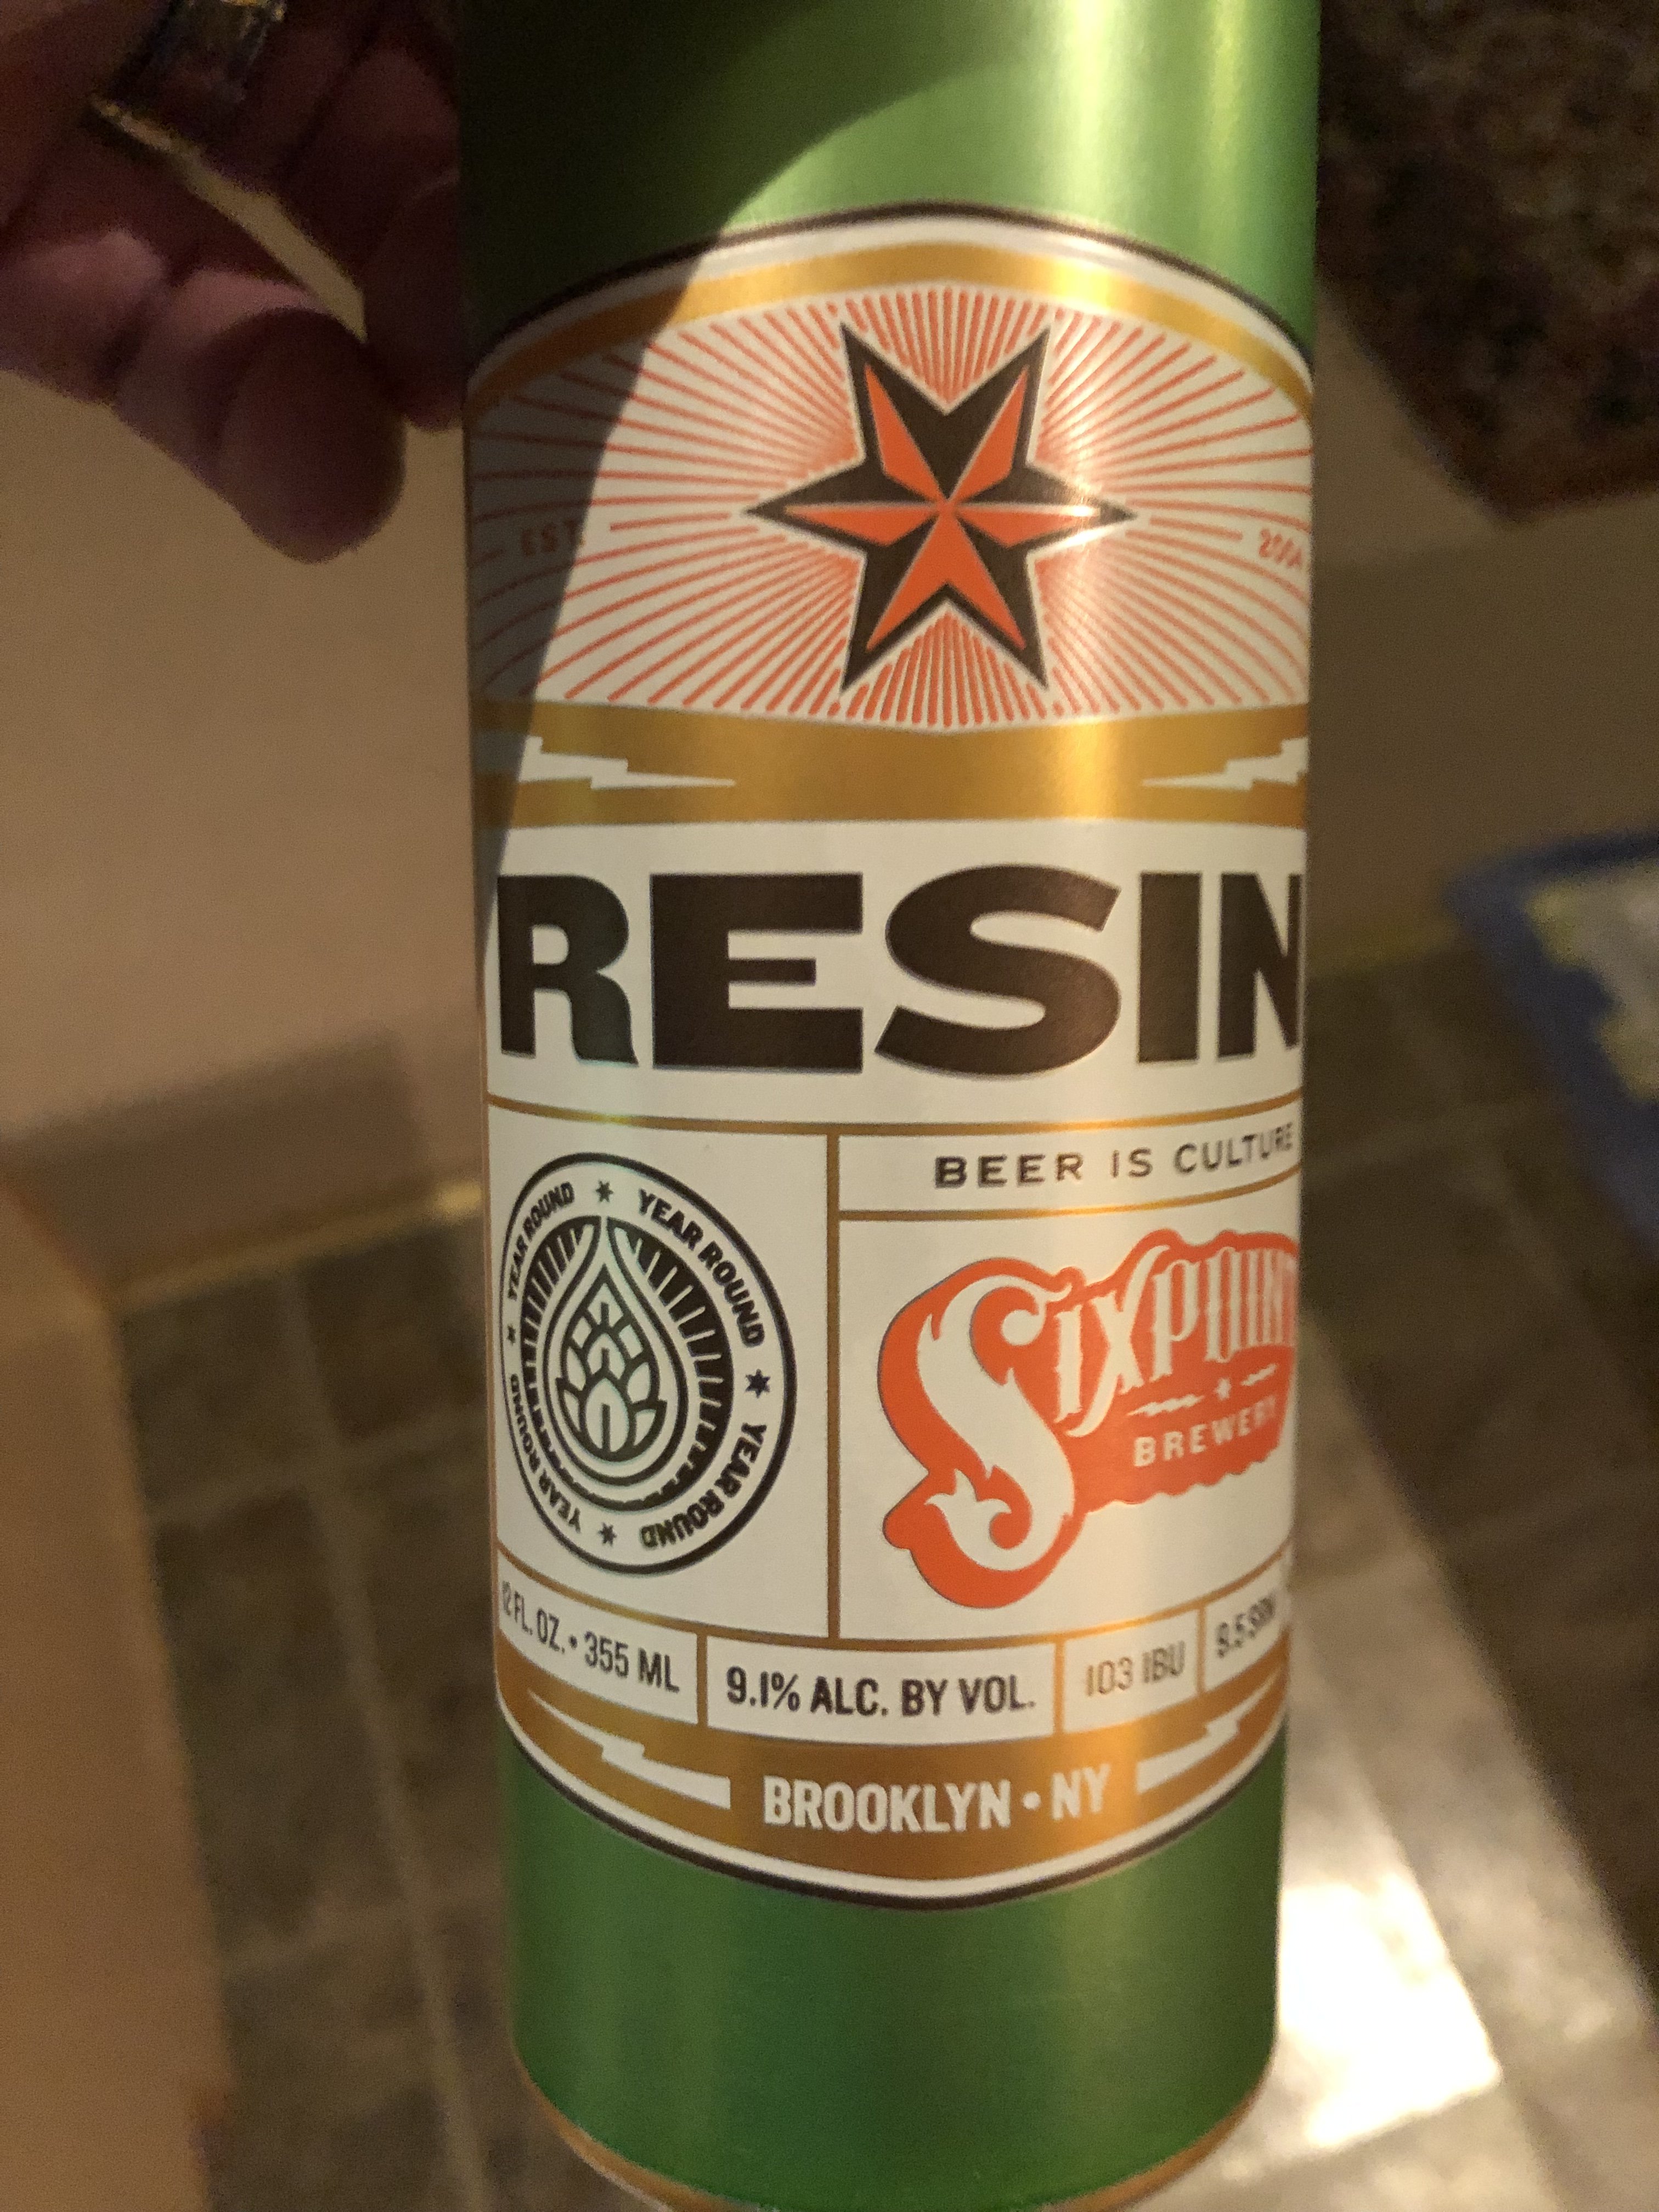 EST. 2004
RESIN
BEER IS CULTURE
YEAR ROUND ★ YEAR ROUND ★ YEAR ROUND ★ YEAR ROUND ★
SIXPOINT
BREWERY
12 FL. OZ. • 355 ML
9.1% ALC. BY VOL.
103 IBU
BROOKLYN • NY